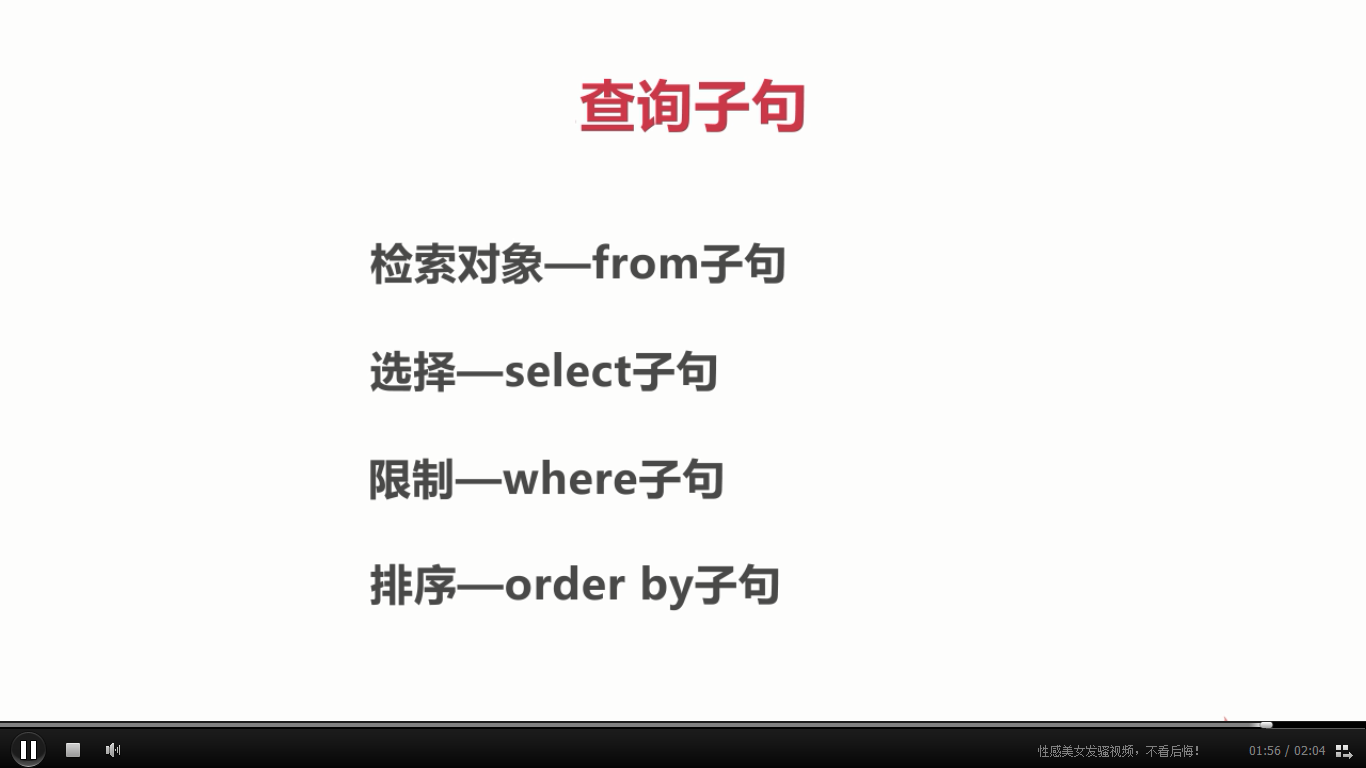 查询子句
检索对象—from子句
选择—select子句
限制—where子句
排序—order by子句
性感美女发骚视频，不看后悔!
01:56 / 02:04